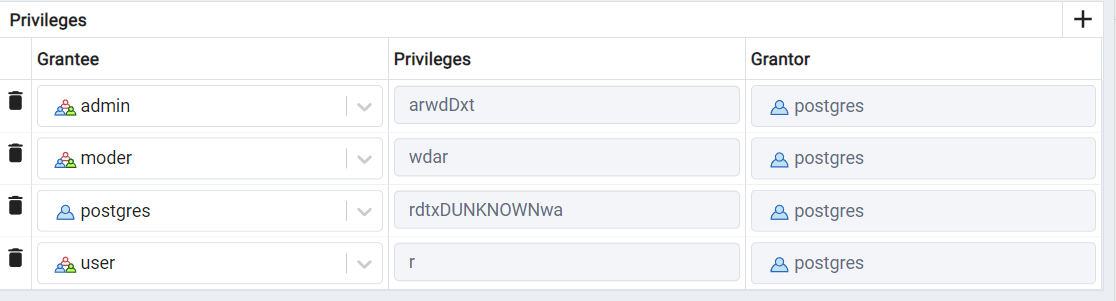 Privileges
Grantee Privileges Grantor
admin arwdDxt postgres
moder wdar postgres
postgres rdtxDUNKNOWNwa postgres
user r postgres